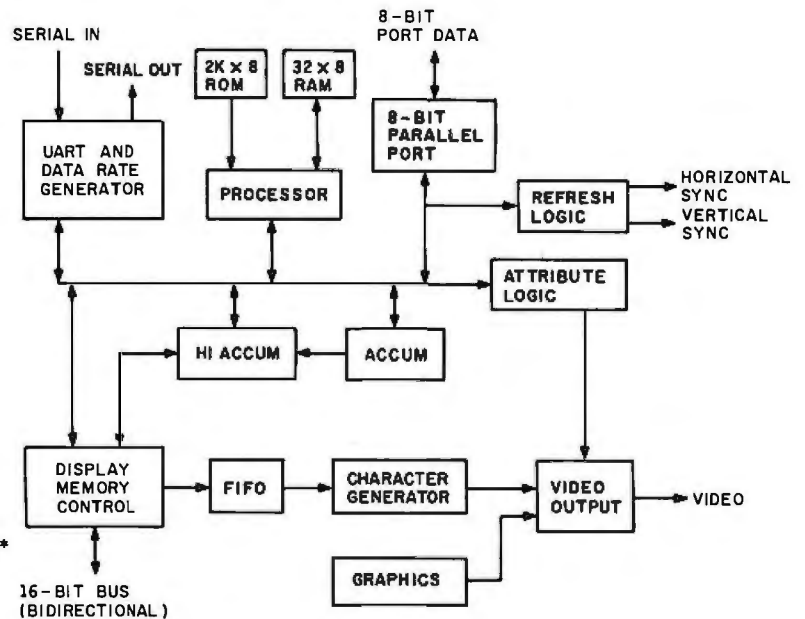 8-BIT
PORT DATA
SERIAL IN
SERIAL OUT
2K × 8
ROM
32 × 8
RAM
8-BIT
PARALLEL
PORT
UART AND
DATA RATE
GENERATOR
PROCESSOR
REFRESH
LOGIC
HORIZONTAL
SYNC
VERTICAL
SYNC
ATTRIBUTE
LOGIC
HI ACCUM
ACCUM
DISPLAY
MEMORY
CONTROL
FIFO
CHARACTER
GENERATOR
VIDEO
OUTPUT
VIDEO
*
16-BIT BUS
(BIDIRECTIONAL)
GRAPHICS